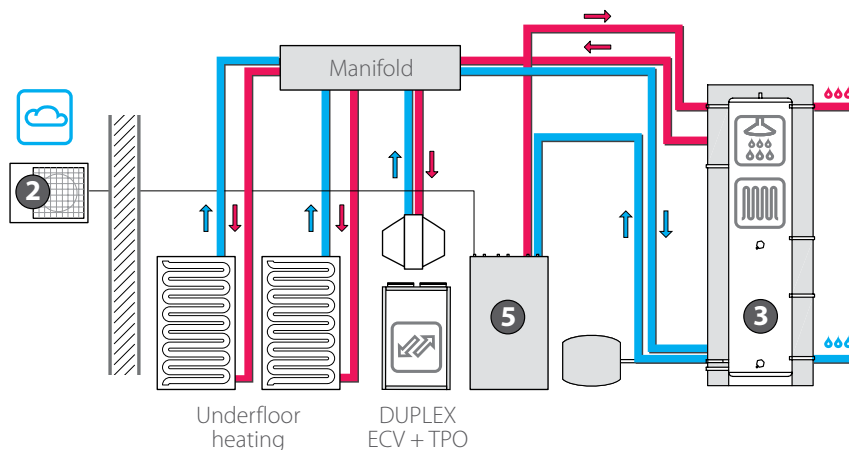 Manifold
2
5
3
Underfloor
heating
DUPLEX
ECV + TPO